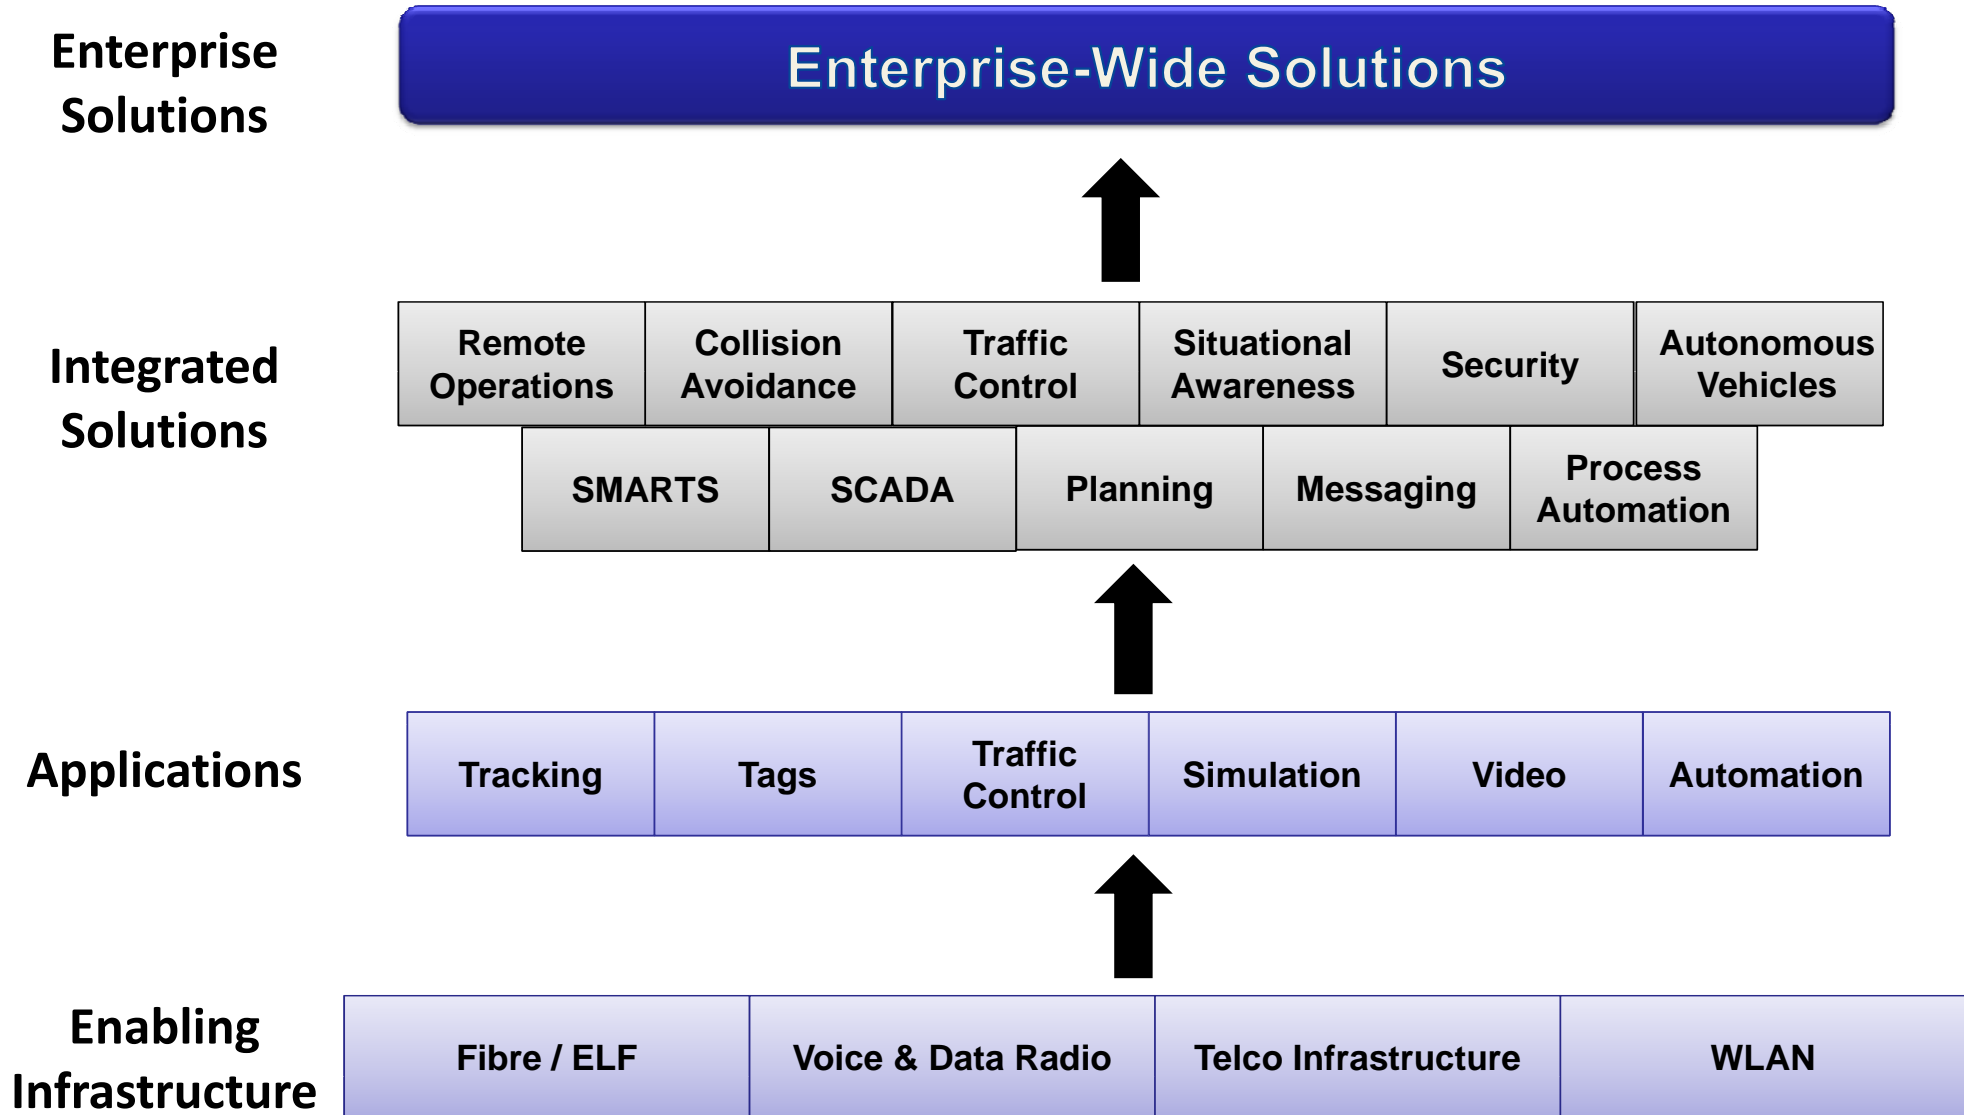 Enterprise
Solutions
Enterprise-Wide Solutions
Integrated
Solutions
Remote
Operations
Collision
Avoidance
Traffic
Control
Situational
Awareness
Security
Autonomous
Vehicles
SMARTS
SCADA
Planning
Messaging
Process
Automation
Applications
Tracking
Tags
Traffic
Control
Simulation
Video
Automation
Enabling
Infrastructure
Fibre / ELF
Voice & Data Radio
Telco Infrastructure
WLAN